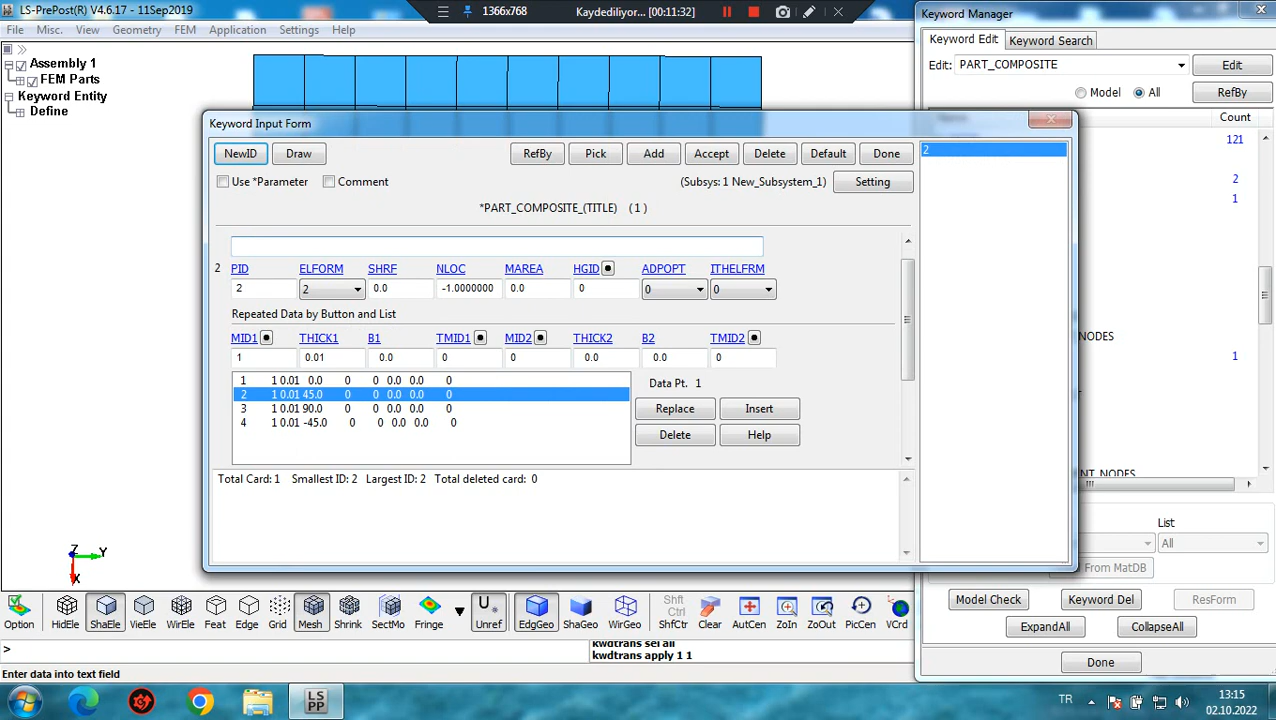 LS-PrePost(R) V4.6.17 - 11Sep2019
1366x768
Kaydediliyor...
00:11:32
File Misc. View Geometry FEM Application Settings Help
Assembly 1
FEM Parts
Keyword Entity
Define
Keyword Manager
Keyword Edit
Keyword Search
Edit: PART_COMPOSITE Edit
Model All RefBy
Count
121
2
1
1
Keyword Input Form
NewID Draw RefBy Pick Add Accept Delete Default Done
Use *Parameter Comment (Subsys: 1 New_Subsystem_1) Setting
*PART_COMPOSITE_(TITLE) (1)
2
PID ELFORM SHRF NLOC MAREA HGID ADPOPT ITHELFRM
2 2 0.0 -1.0000000 0.0 0 0 0
2
Repeated Data by Button and List
MID1 THICK1 B1 TMID1 MID2 THICK2 B2 TMID2
1 0.01 0.0 0 0 0.0 0.0 0
1 1 0.01 0.0 0 0 0.0 0.0 0
2 1 0.01 45.0 0 0 0.0 0.0 0
3 1 0.01 90.0 0 0 0.0 0.0 0
4 1 0.01 -45.0 0 0 0.0 0.0 0
Data Pt. 1
Replace Insert
Delete Help
Total Card: 1 Smallest ID: 2 Largest ID: 2 Total deleted card: 0
List
All
From MatDB
Model Check Keyword Del ResForm
ExpandAll CollapseAll
Done
Z
Y
X
Option HidEle ShaEle VieEle WirEle Feat Edge Grid Mesh Shrink SectMo Fringe Unref EdgGeo ShaGeo WirGeo ShfCtr Clear AutCen ZoIn ZoOut PicCen VCrd
U
Shft
Ctrl
>
kwdtrans sel all
kwdtrans apply 1 1
Enter data into text field
LS
PP
TR
13:15
02.10.2022